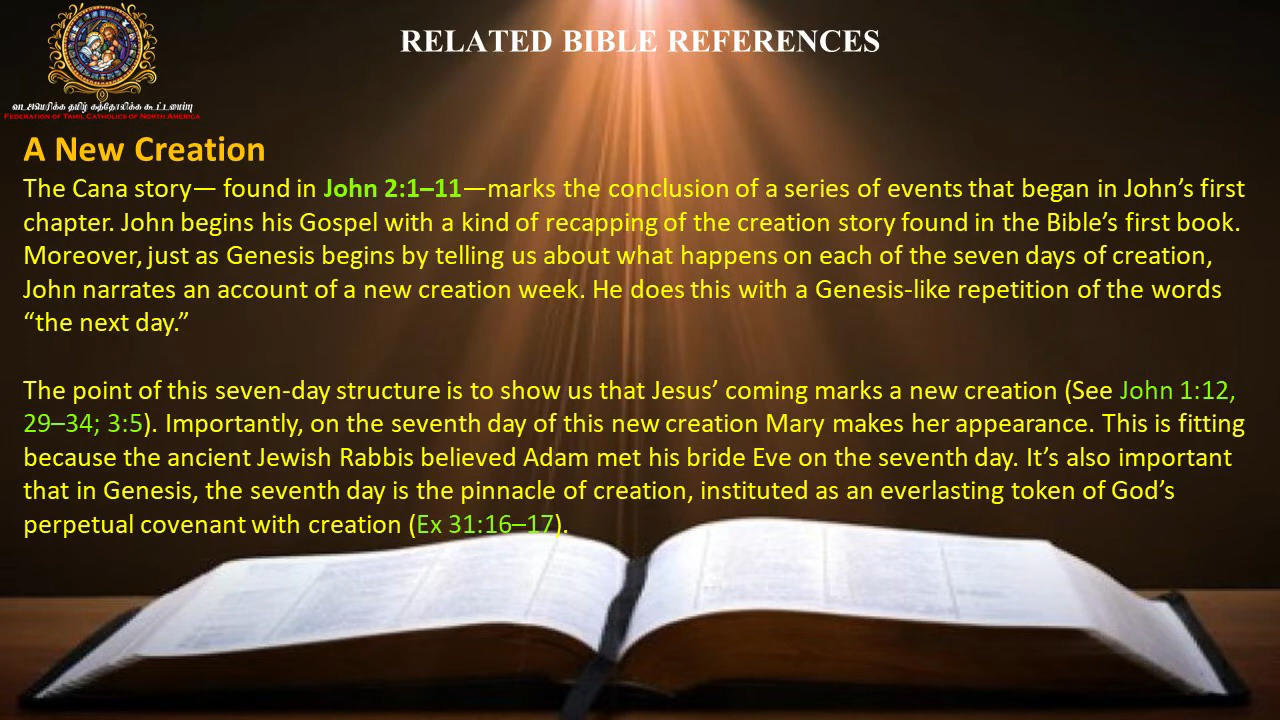 RELATED BIBLE REFERENCES
வடஅமெரிக்க தமிழ் கத்தோலிக்க கூட்டமைப்பு
Federation of Tamil Catholics of North America
A New Creation
The Cana story— found in John 2:1–11—marks the conclusion of a series of events that began in John’s first
chapter. John begins his Gospel with a kind of recapping of the creation story found in the Bible’s first book.
Moreover, just as Genesis begins by telling us about what happens on each of the seven days of creation,
John narrates an account of a new creation week. He does this with a Genesis-like repetition of the words
“the next day.”
The point of this seven-day structure is to show us that Jesus’ coming marks a new creation (See John 1:12,
29–34; 3:5). Importantly, on the seventh day of this new creation Mary makes her appearance. This is fitting
because the ancient Jewish Rabbis believed Adam met his bride Eve on the seventh day. It’s also important
that in Genesis, the seventh day is the pinnacle of creation, instituted as an everlasting token of God’s
perpetual covenant with creation (Ex 31:16–17).